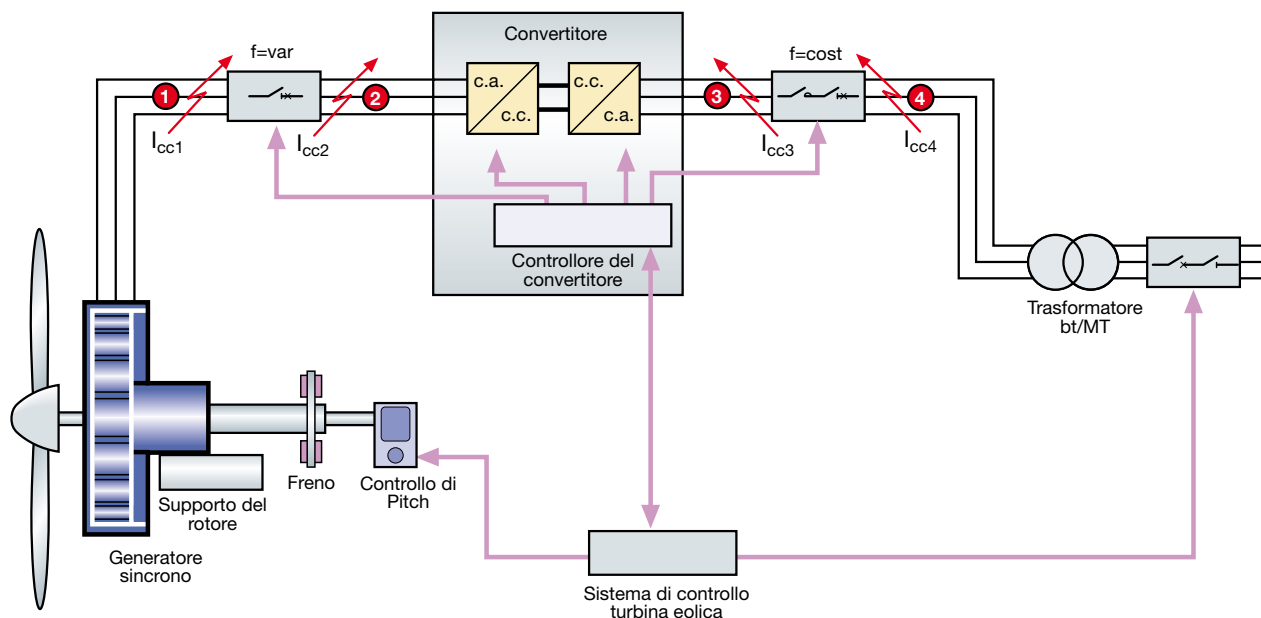 Convertitore
f=var
f=cost
1
2
3
4
c.a.
c.c.
c.c.
c.a.
Icc1
Icc2
Icc3
Icc4
Controllore del
convertitore
Trasformatore
bt/MT
Supporto del
rotore
Freno
Controllo di
Pitch
Generatore
sincrono
Sistema di controllo
turbina eolica